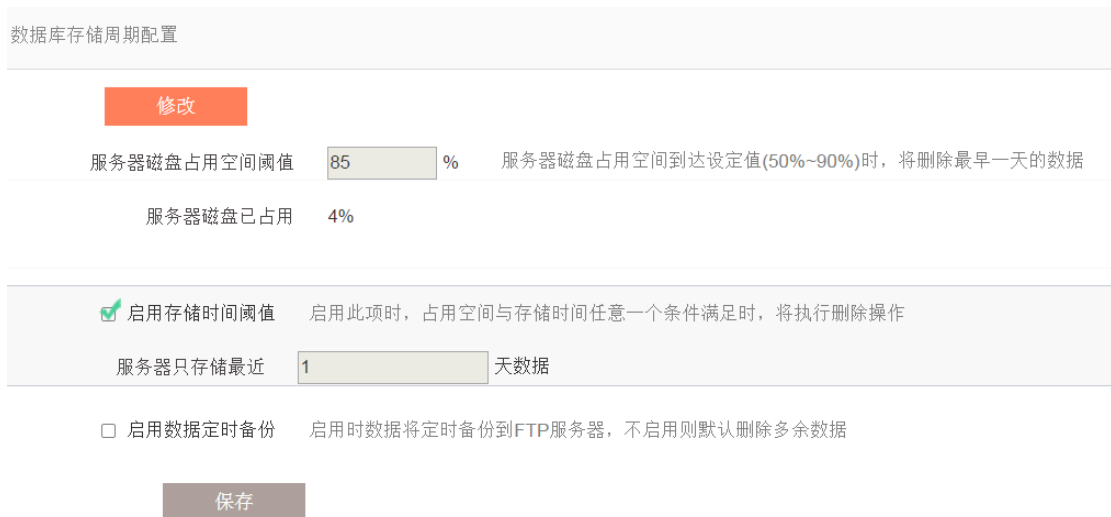 数据库存储周期配置
修改
服务器磁盘占用空间阈值 85 % 服务器磁盘占用空间到达设定值(50%~90%)时，将删除最早一天的数据
服务器磁盘已占用 4%
启用存储时间阈值 启用此项时，占用空间与存储时间任意一个条件满足时，将执行删除操作
服务器只存储最近 1 天数据
启用数据定时备份 启用时数据将定时备份到FTP服务器，不启用则默认删除多余数据
保存